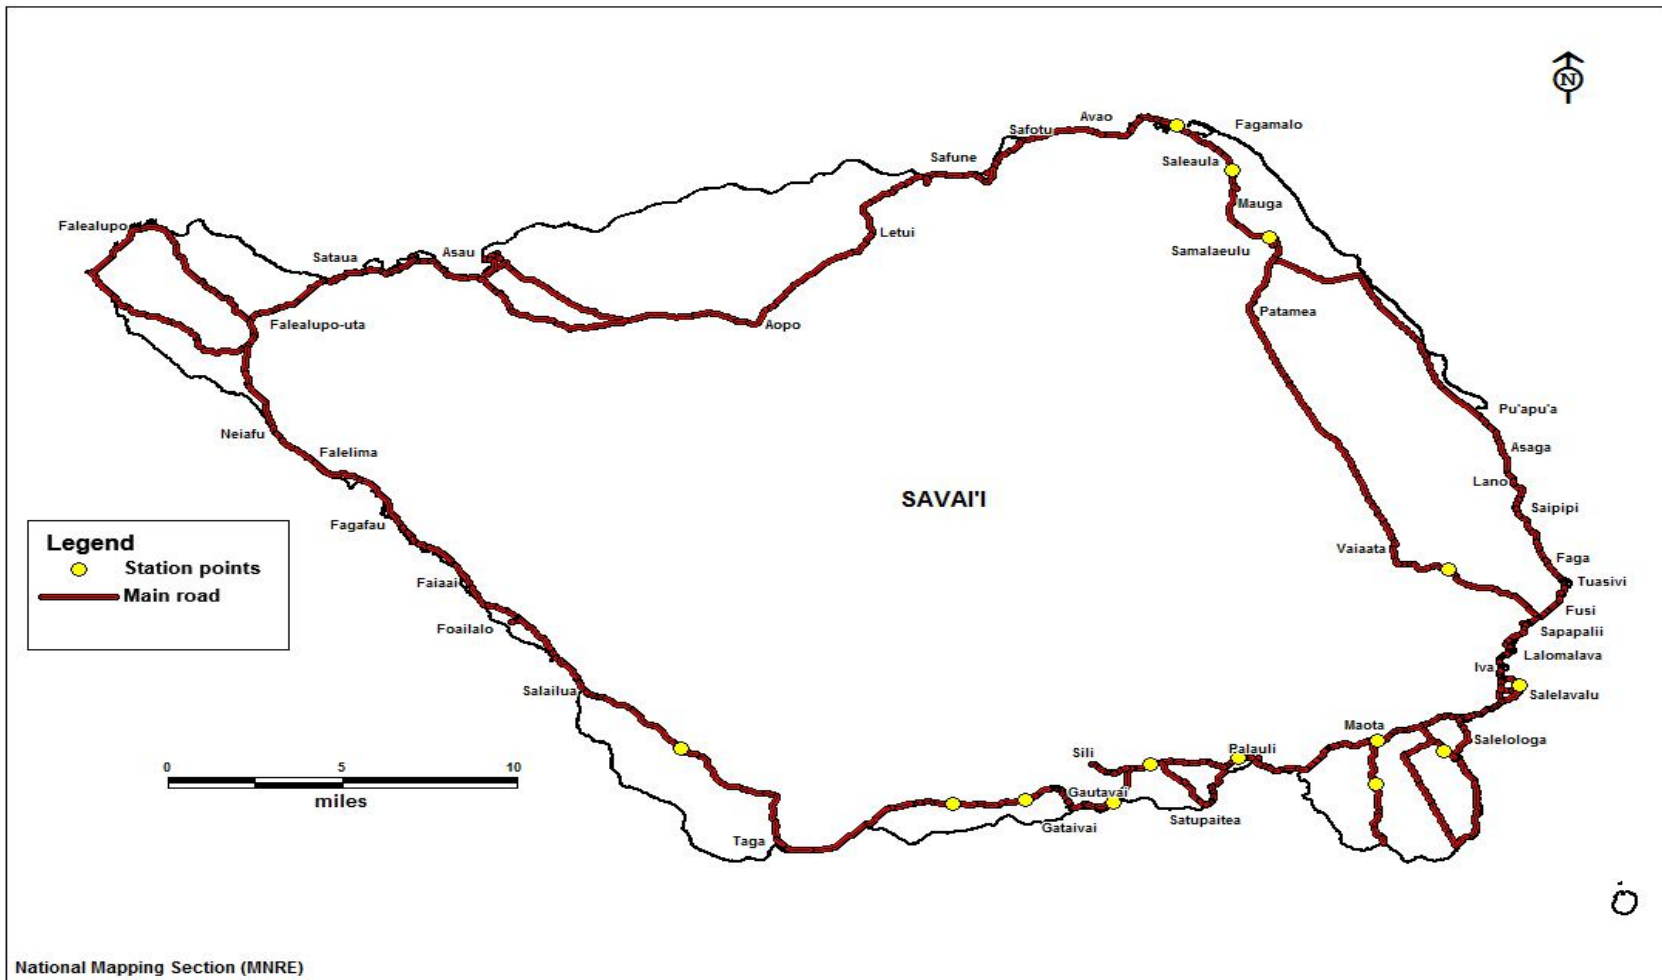 N
Avao
Fagamalo
Safotu
Safune
Saleaula
Mauga
Falealupo
Letui
Sataua
Asau
Samalaeulu
Falealupo-uta
Aopo
Patamea
Pu'apu'a
Neiafu
Asaga
Falelima
Lano
SAVAI'I
Saipipi
Fagafau
Vaiaata
Faga
Legend
Station points
Main road
Tuasivi
Faiaai
Fusi
Foailalo
Sapapalii
Lalomalava
Iva
Salailua
Salelavalu
Maota
Salelologa
Sili
Palauli
0 5 10
miles
Gautavai
Satupaitea
Gataivai
Taga
National Mapping Section (MNRE)